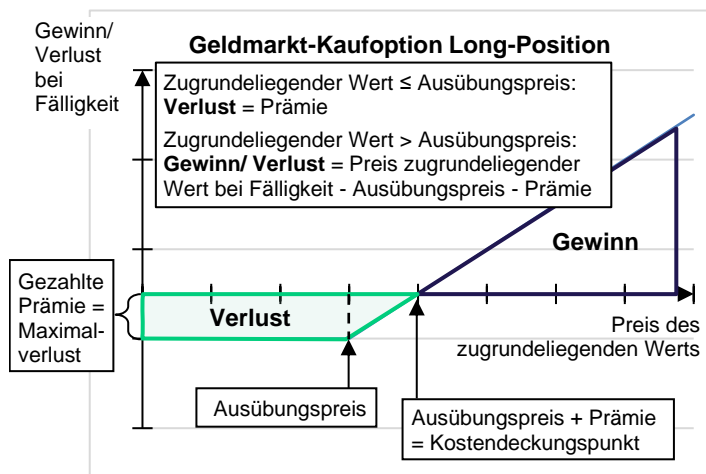 Gewinn/
Verlust
bei
Fälligkeit
Geldmarkt-Kaufoption Long-Position
Zugrundeliegender Wert ≤ Ausübungspreis:
Verlust = Prämie
Zugrundeliegender Wert > Ausübungspreis:
Gewinn/ Verlust = Preis zugrundeliegender
Wert bei Fälligkeit - Ausübungspreis - Prämie
Gewinn
Gezahlte
Prämie =
Maximal-
verlust
Verlust
Preis des
zugrundeliegenden Werts
Ausübungspreis
Ausübungspreis + Prämie
= Kostendeckungspunkt